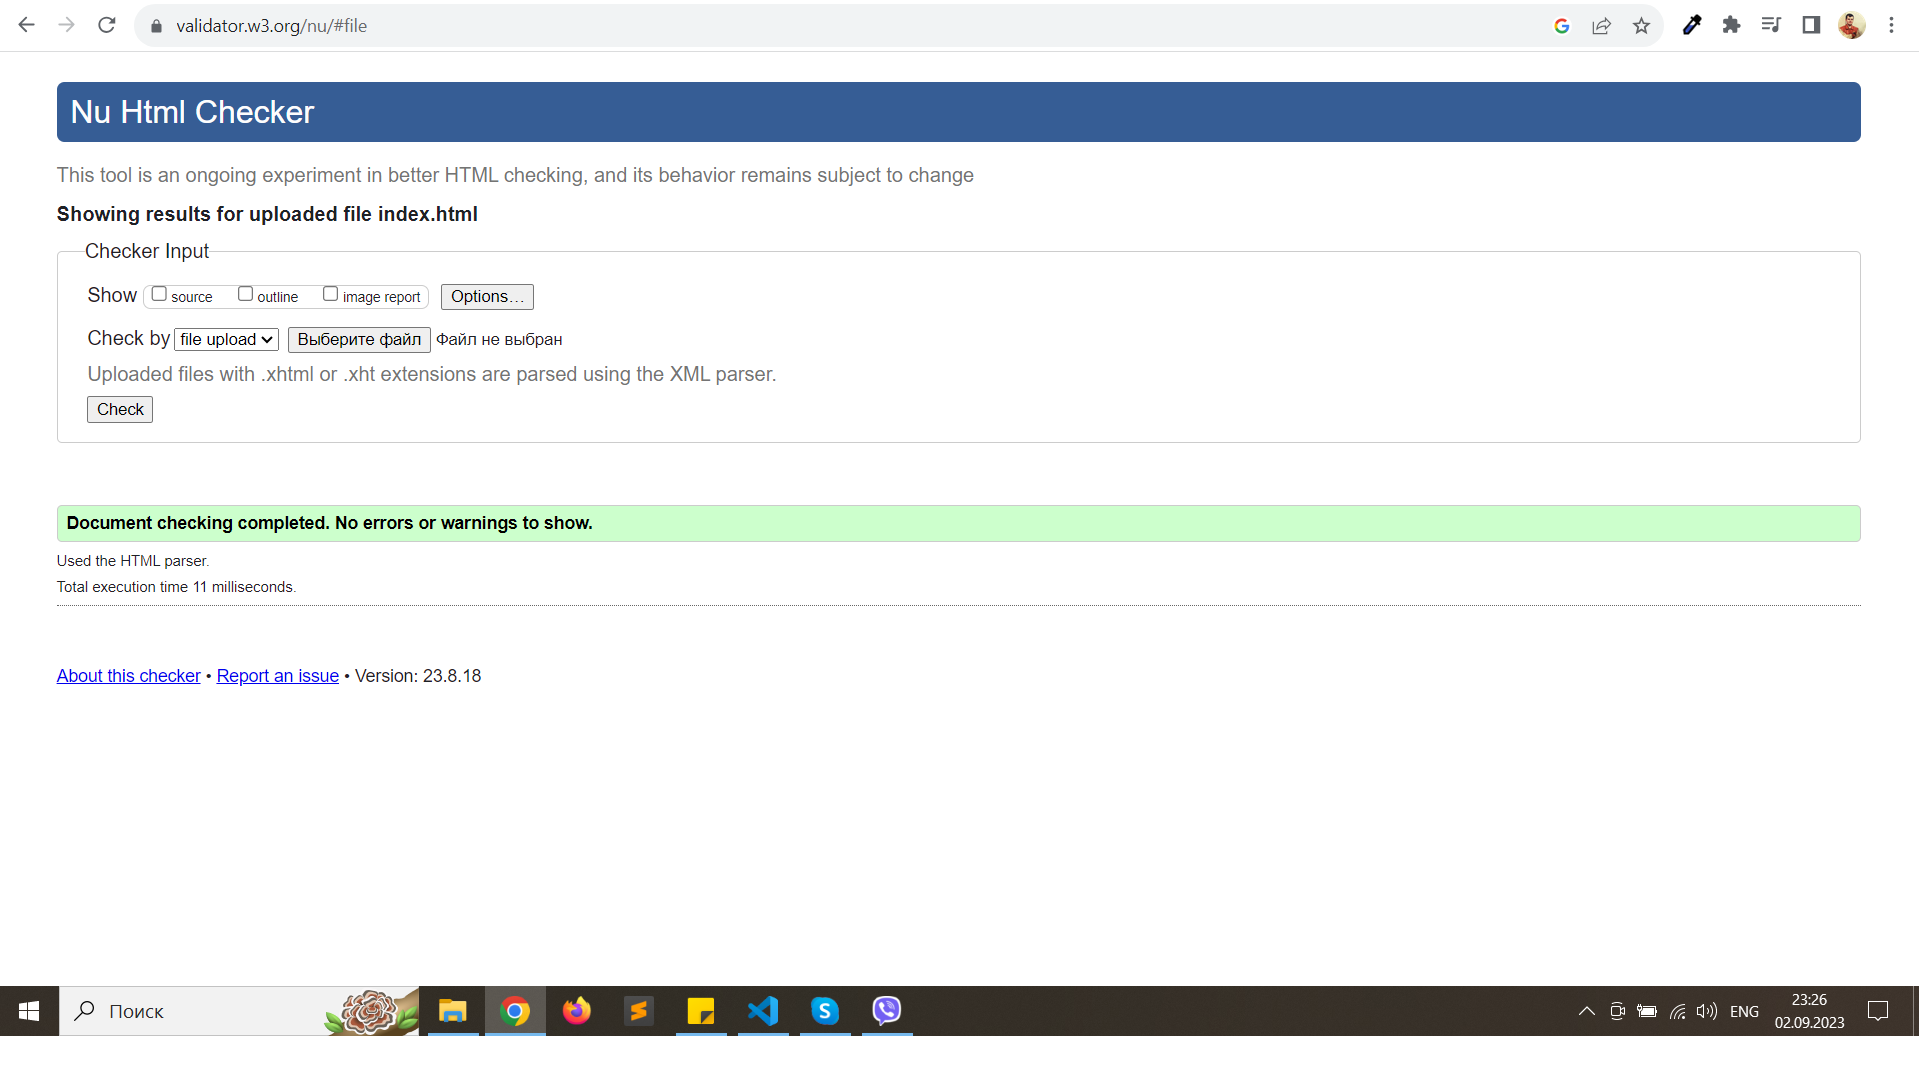 validator.w3.org/nu/#file
Nu Html Checker
This tool is an ongoing experiment in better HTML checking, and its behavior remains subject to change
Showing results for uploaded file index.html
Checker Input
Show source outline image report Options…
Check by file upload Выберите файл Файл не выбран
Uploaded files with .xhtml or .xht extensions are parsed using the XML parser.
Check
Document checking completed. No errors or warnings to show.
Used the HTML parser.
Total execution time 11 milliseconds.
About this checker • Report an issue • Version: 23.8.18
Поиск
ENG
23:26
02.09.2023